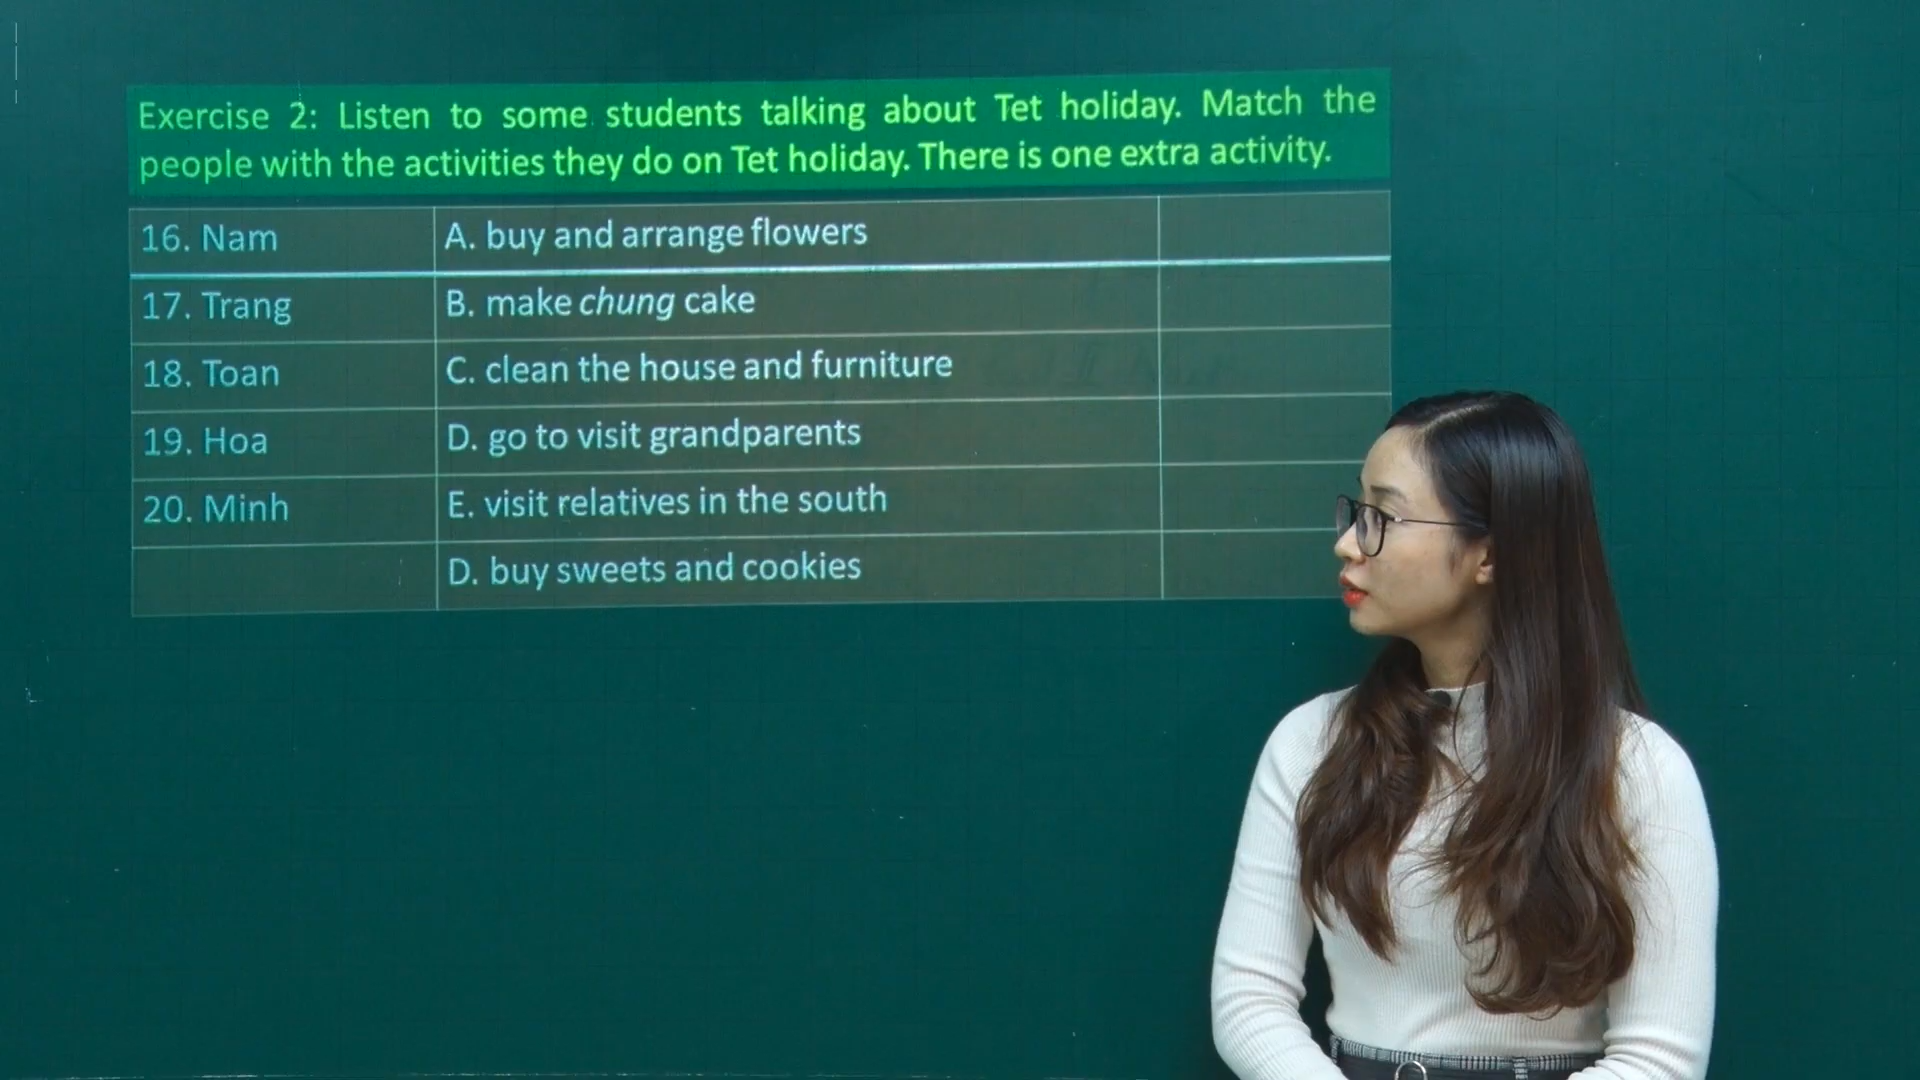 Exercise 2: Listen to some students talking about Tet holiday. Match the
people with the activities they do on Tet holiday. There is one extra activity.
16. Nam A. buy and arrange flowers
17. Trang B. make chung cake
18. Toan C. clean the house and furniture
19. Hoa D. go to visit grandparents
20. Minh E. visit relatives in the south
D. buy sweets and cookies